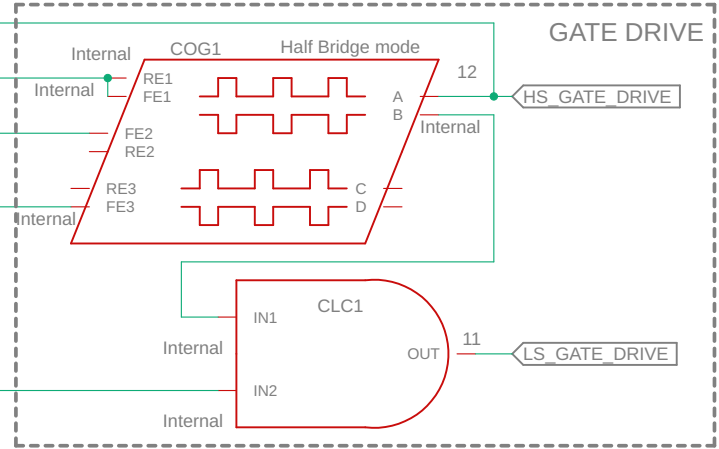 GATE DRIVE
Internal
COG1
Half Bridge mode
12
Internal
RE1
FE1
A
HS_GATE_DRIVE
B
Internal
FE2
RE2
RE3
C
FE3
D
Internal
CLC1
IN1
Internal
OUT
11
LS_GATE_DRIVE
IN2
Internal